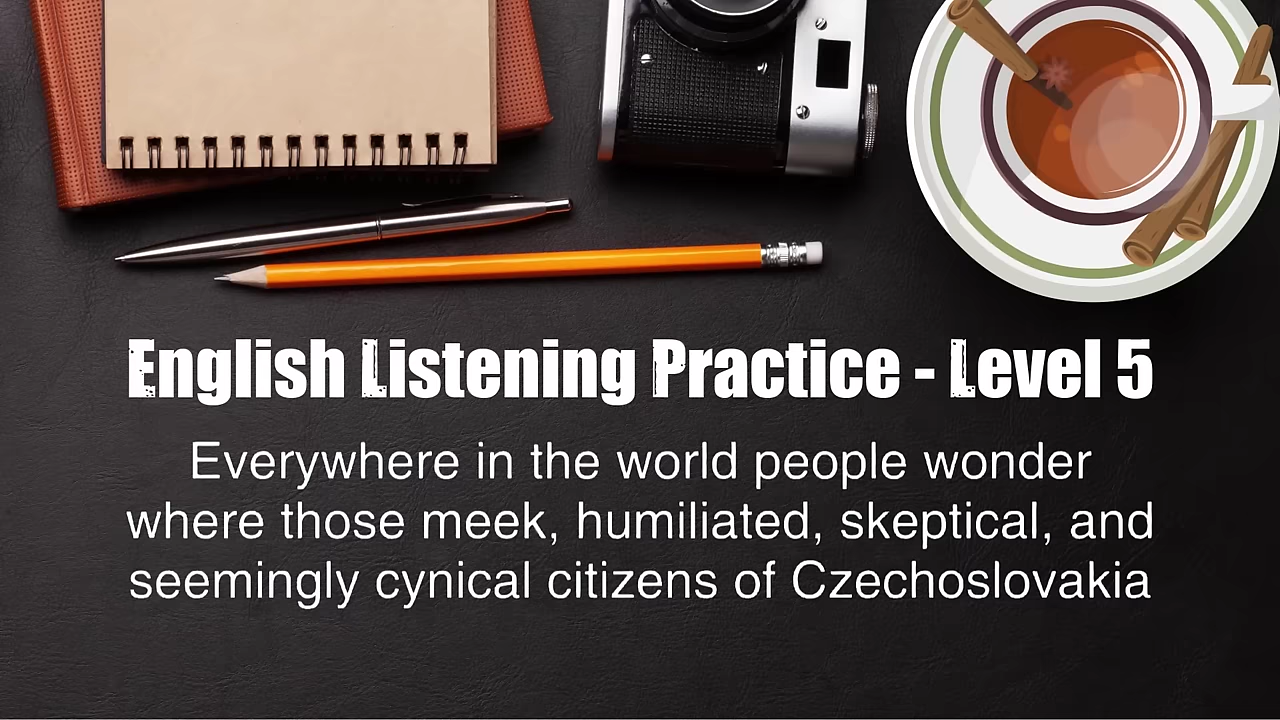 English Listening Practice - Level 5
Everywhere in the world people wonder
where those meek, humiliated, skeptical, and
seemingly cynical citizens of Czechoslovakia